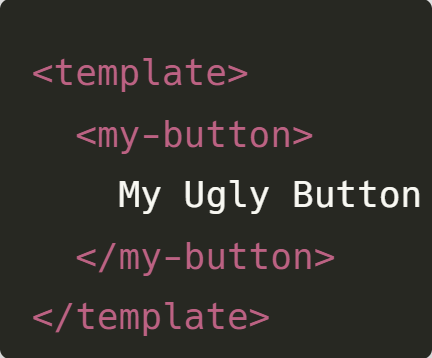 <template>
  <my-button>
    My Ugly Button
  </my-button>
</template>